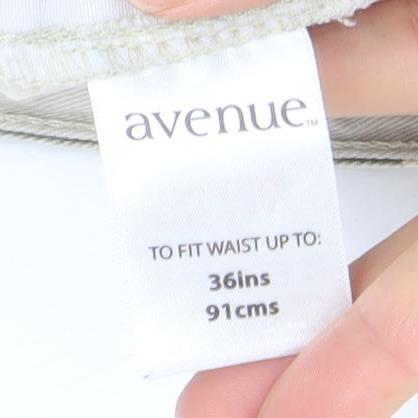 avenue™
TO FIT WAIST UP TO:
36ins
91cms